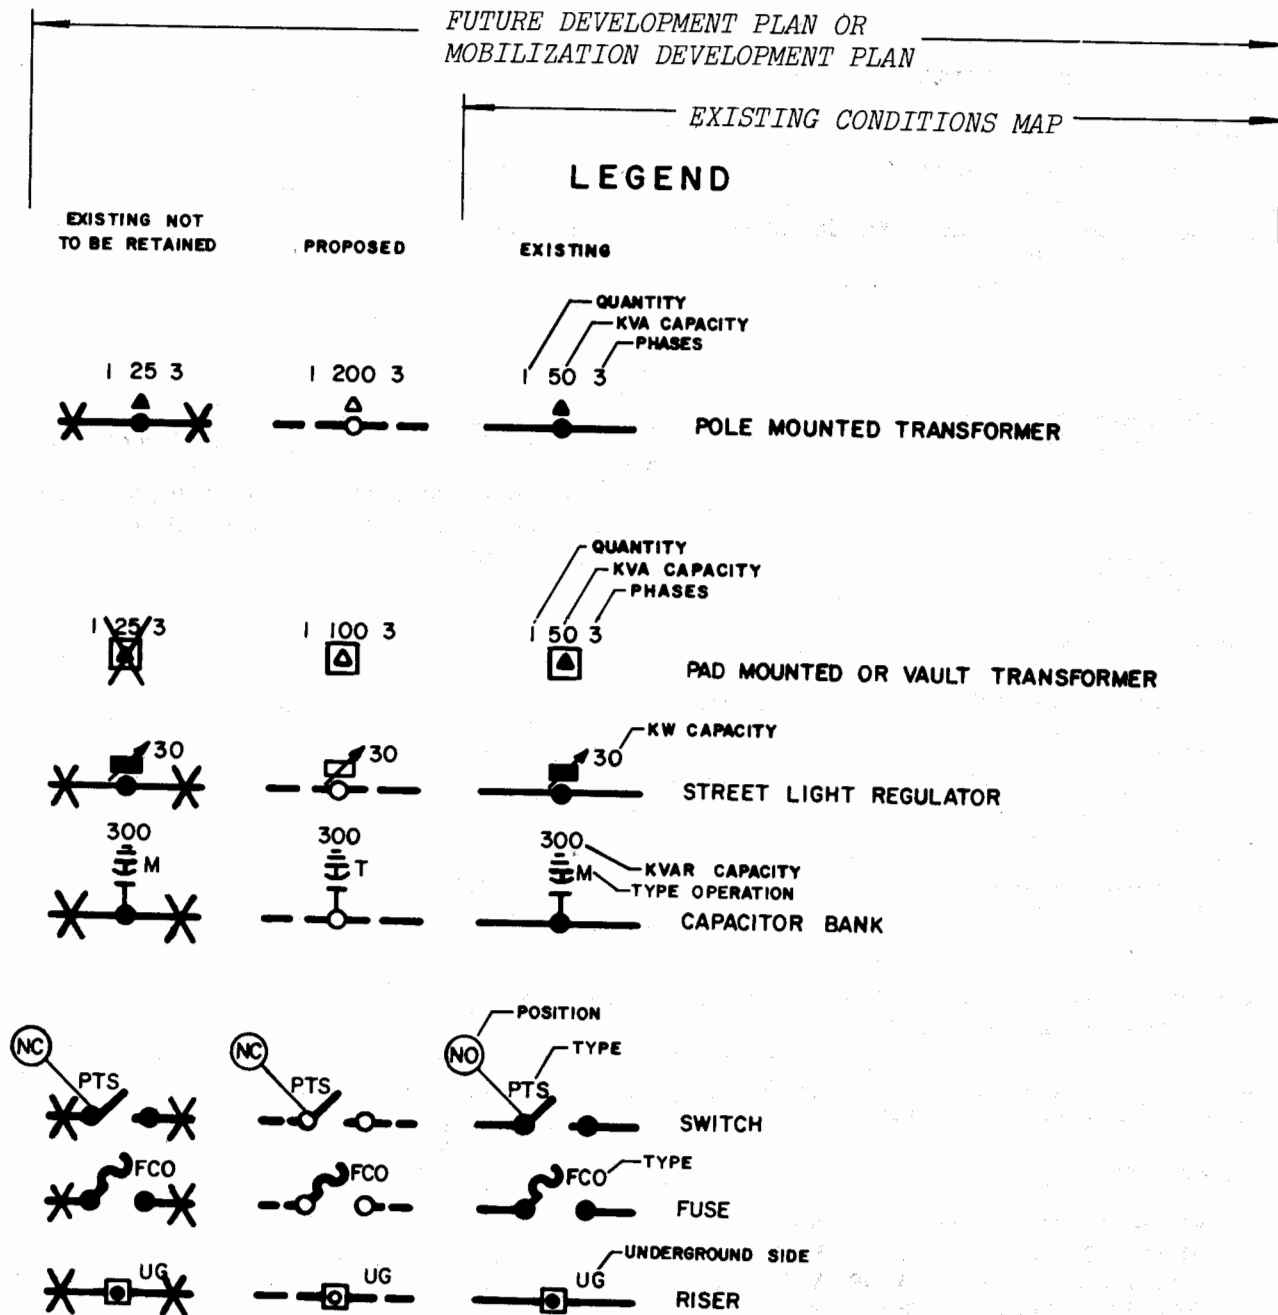 FUTURE DEVELOPMENT PLAN OR
MOBILIZATION DEVELOPMENT PLAN
EXISTING CONDITIONS MAP
LEGEND
EXISTING NOT
TO BE RETAINED
PROPOSED
EXISTING
QUANTITY
KVA CAPACITY
PHASES
1 25 3
1 200 3
1 50 3
POLE MOUNTED TRANSFORMER
QUANTITY
KVA CAPACITY
PHASES
1 25 3
1 100 3
1 50 3
PAD MOUNTED OR VAULT TRANSFORMER
KW CAPACITY
30
30
30
STREET LIGHT REGULATOR
300
300
300
KVAR CAPACITY
M
T
M
TYPE OPERATION
CAPACITOR BANK
POSITION
NC
NC
NO
TYPE
PTS
PTS
PTS
SWITCH
FCO
FCO
FCO
TYPE
FUSE
UNDERGROUND SIDE
UG
UG
UG
RISER